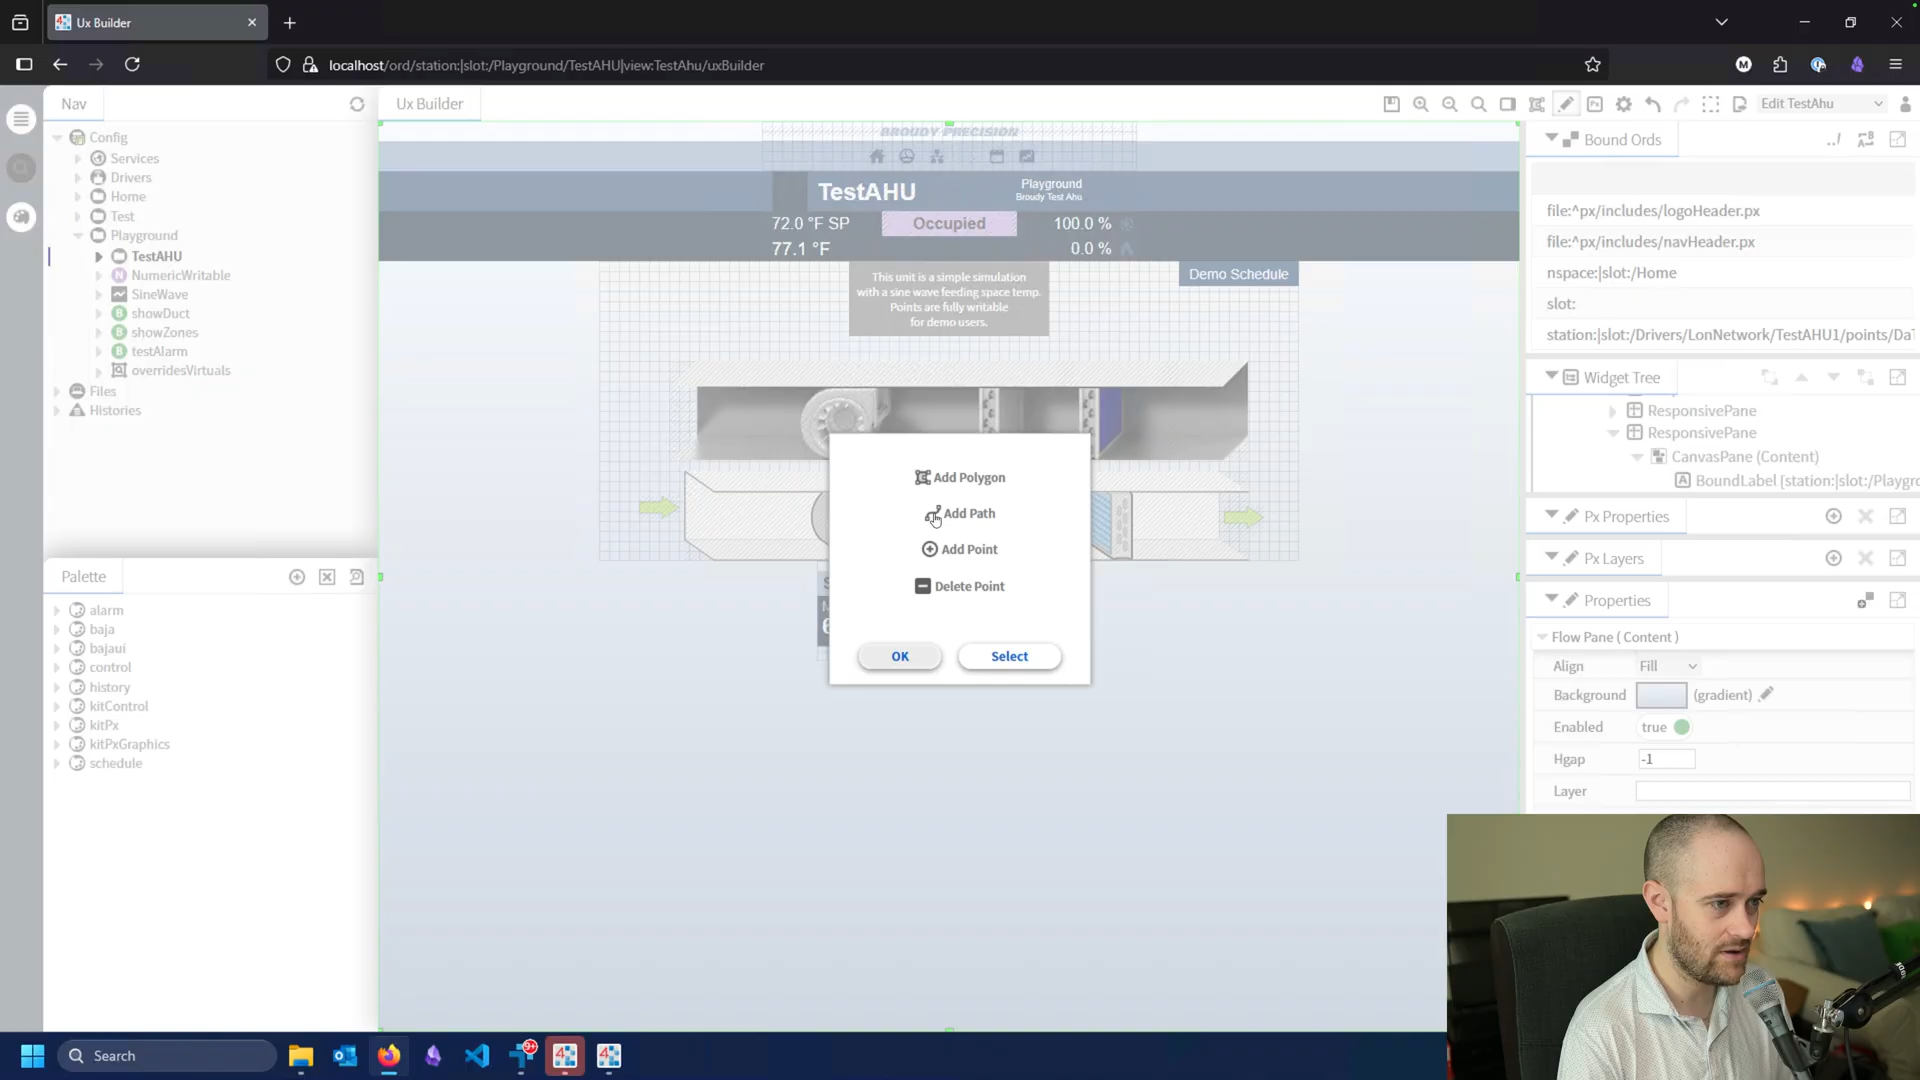 Ux Builder
localhost/ord/station:|slot:/Playground/TestAHU|view:TestAhu/uxBuilder
Nav
Ux Builder
Edit TestAhu
Config
Services
Drivers
Home
Test
Playground
TestAHU
NumericWritable
SineWave
showDuct
showZones
testAlarm
overridesVirtuals
Files
Histories
Palette
alarm
baja
bajaui
control
history
kitControl
kitPx
kitPxGraphics
schedule
BROUDY PRECISION
TestAHU
Playground
Broudy Test Ahu
72.0 °F SP
Occupied
100.0 %
77.1 °F
0.0 %
This unit is a simple simulation
with a sine wave feeding space temp.
Points are fully writable
for demo users.
Demo Schedule
Add Polygon
Add Path
Add Point
Delete Point
OK
Select
Bound Ords
file:^px/includes/logoHeader.px
file:^px/includes/navHeader.px
nspace:|slot:/Home
slot:
station:|slot:/Drivers/LonNetwork/TestAHU1/points/DaT
Widget Tree
ResponsivePane
ResponsivePane
CanvasPane (Content)
BoundLabel [station:|slot:/Playgro
Px Properties
Px Layers
Properties
Flow Pane ( Content )
Align
Fill
Background
(gradient)
Enabled
true
Hgap
-1
Layer
Search
9+